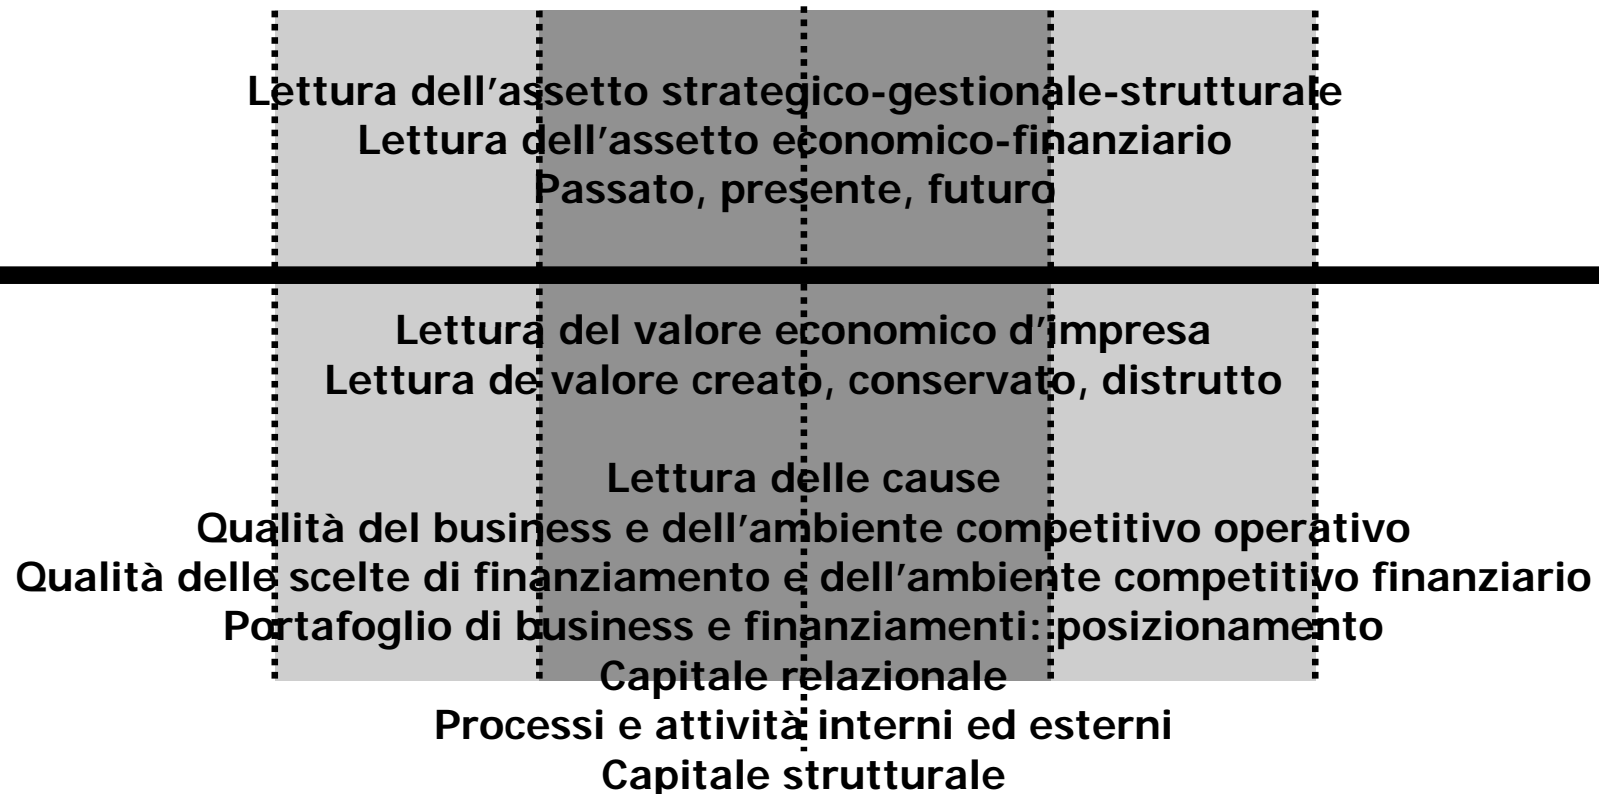 Lettura dell’assetto strategico-gestionale-strutturale
Lettura dell’assetto economico-finanziario
Passato, presente, futuro
Lettura del valore economico d’impresa
Lettura de valore creato, conservato, distrutto
Lettura delle cause
Qualità del business e dell’ambiente competitivo operativo
Qualità delle scelte di finanziamento e dell’ambiente competitivo finanziario
Portafoglio di business e finanziamenti: posizionamento
Capitale relazionale
Processi e attività interni ed esterni
Capitale strutturale